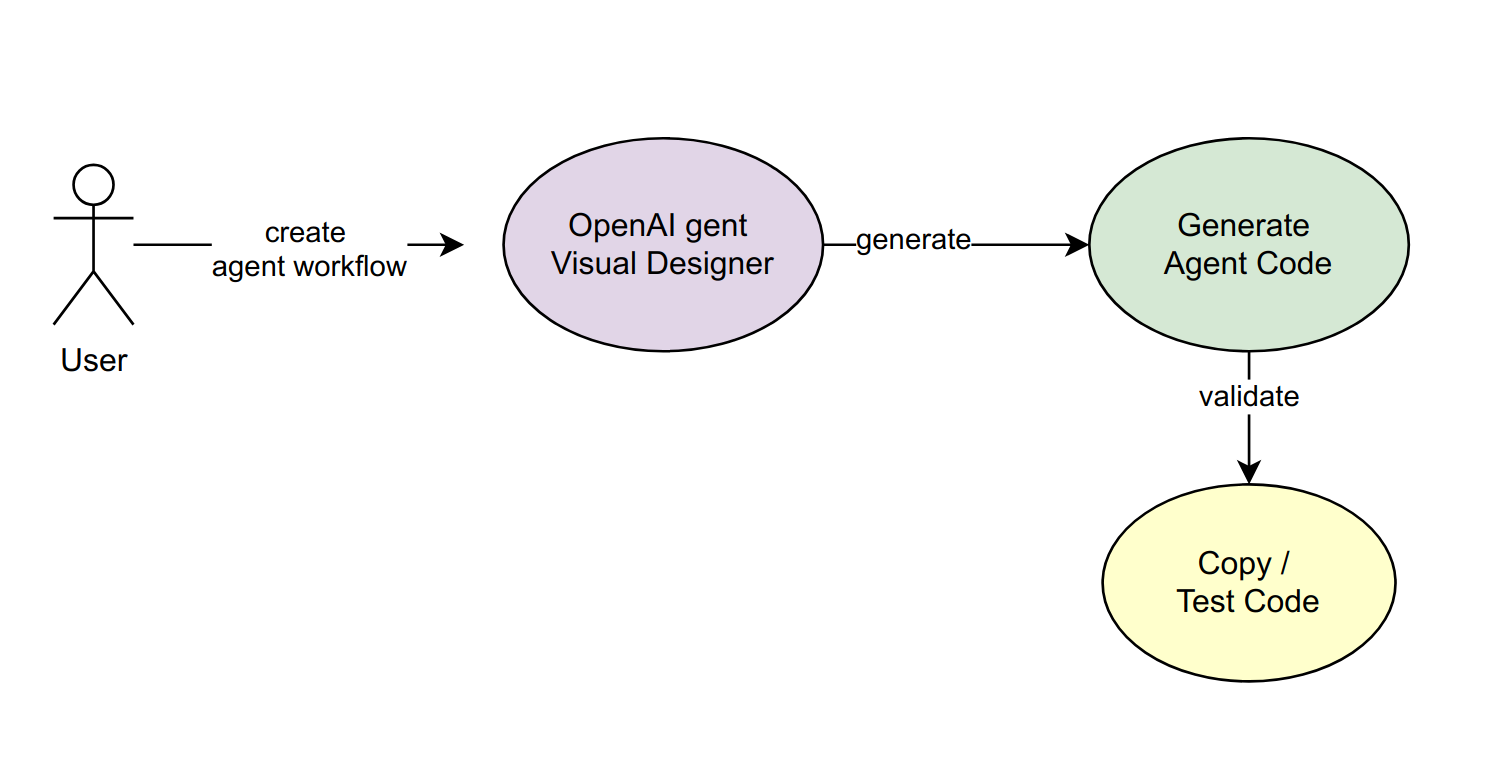 create
agent workflow
User
OpenAI gent
Visual Designer
generate
Generate
Agent Code
validate
Copy /
Test Code